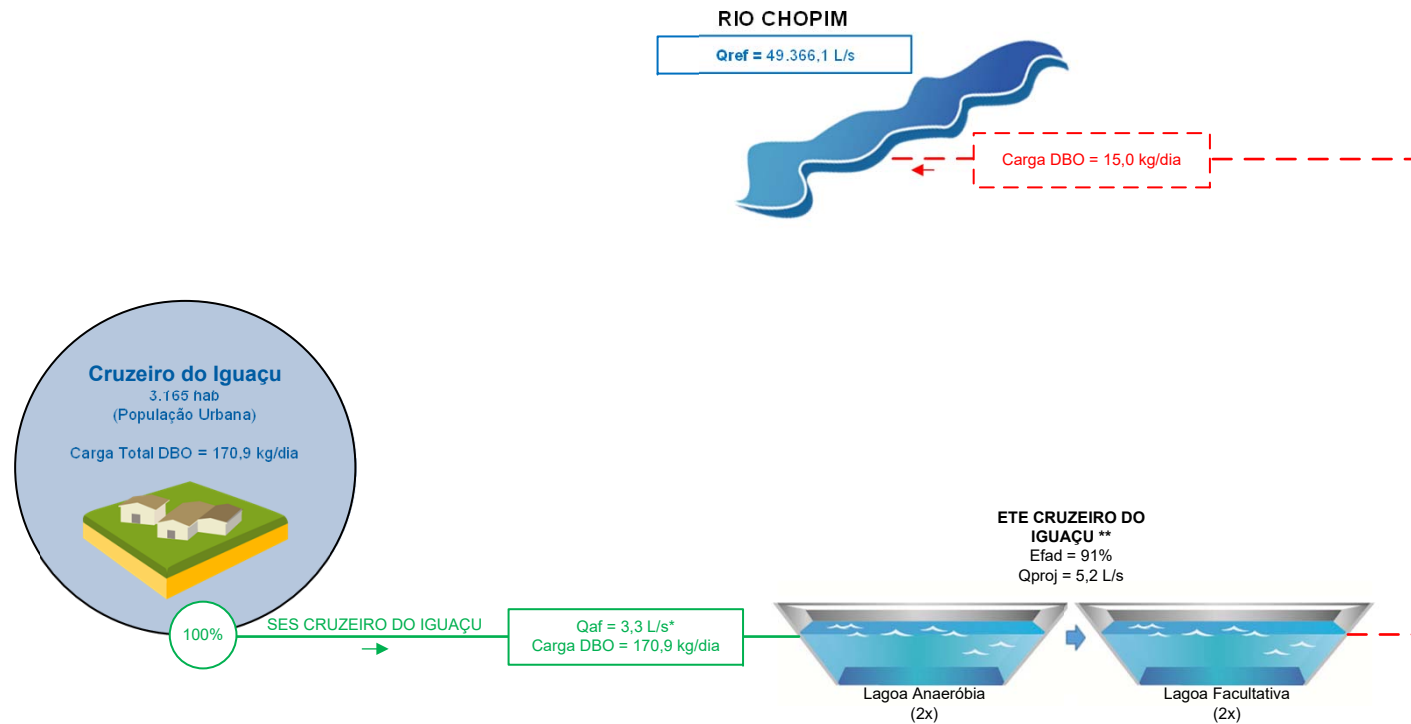 RIO CHOPIM
Qref = 49.366,1 L/s
Carga DBO = 15,0 kg/dia
Cruzeiro do Iguaçu
3.165 hab
(População Urbana)
Carga Total DBO = 170,9 kg/dia
100%
SES CRUZEIRO DO IGUAÇU
Qaf = 3,3 L/s*
Carga DBO = 170,9 kg/dia
ETE CRUZEIRO DO
IGUAÇU **
Efad = 91%
Qproj = 5,2 L/s
Lagoa Anaeróbia
(2x)
Lagoa Facultativa
(2x)